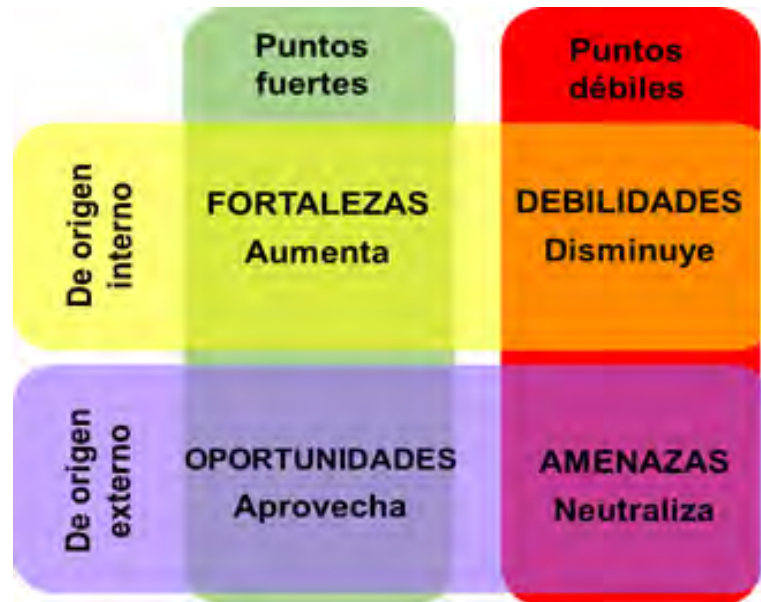 Puntos
fuertes
Puntos
débiles
De origen
interno
FORTALEZAS
Aumenta
DEBILIDADES
Disminuye
De origen
externo
OPORTUNIDADES
Aprovecha
AMENAZAS
Neutraliza